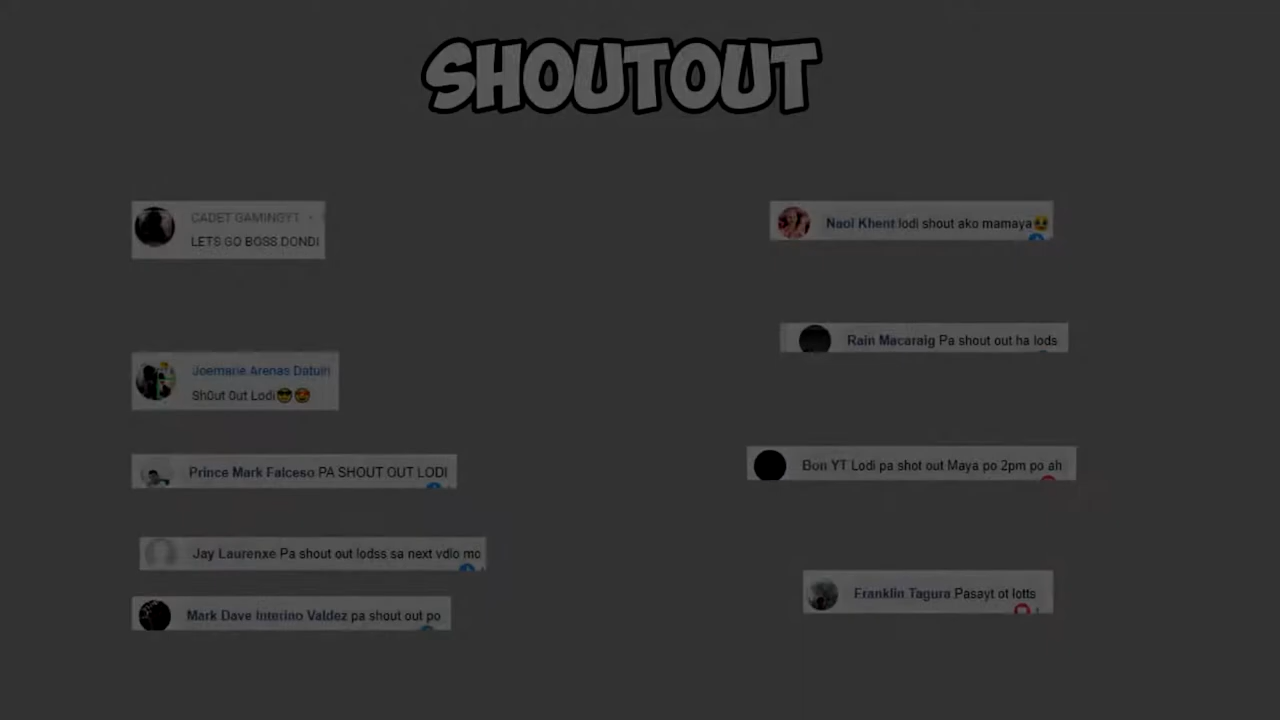 SHOUTOUT
CADET GAMINGYT
LETS GO BOSS DONDI
Joemarie Arenas Datuin
Sh0ut 0ut Lodi😎🤩
Prince Mark Falceso PA SHOUT OUT LODI
Jay Laurenxe Pa shout out lodss sa next vdio mo
Mark Dave Interino Valdez pa shout out po
Naoi Khent lodi shout ako mamaya🥹
Rain Macaraig Pa shout out ha lods
Bon YT Lodi pa shot out Maya po 2pm po ah
Franklin Tagura Pasayt ot lotts